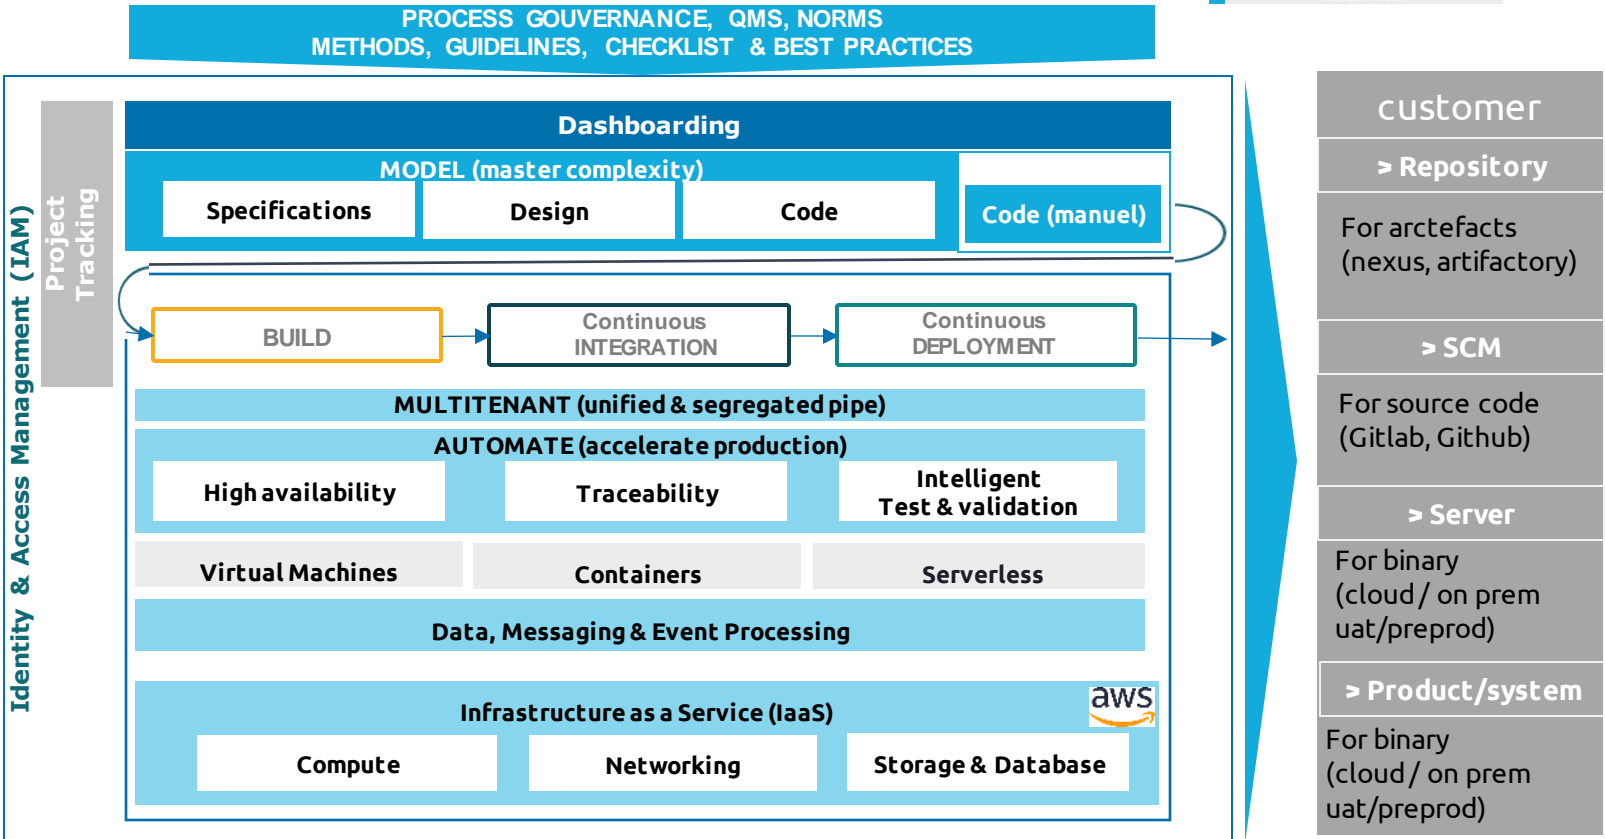 PROCESS GOUVERNANCE, QMS, NORMS
METHODS, GUIDELINES, CHECKLIST & BEST PRACTICES
Identity & Access Management (IAM)
Project
Tracking
Dashboarding
MODEL (master complexity)
Specifications
Design
Code
Code (manuel)
BUILD
Continuous
INTEGRATION
Continuous
DEPLOYMENT
MULTITENANT (unified & segregated pipe)
AUTOMATE (accelerate production)
High availability
Traceability
Intelligent
Test & validation
Virtual Machines
Containers
Serverless
Data, Messaging & Event Processing
Infrastructure as a Service (IaaS)
aws
Compute
Networking
Storage & Database
customer
> Repository
For arctefacts
(nexus, artifactory)
> SCM
For source code
(Gitlab, Github)
> Server
For binary
(cloud / on prem
uat/preprod)
> Product/system
For binary
(cloud / on prem
uat/preprod)